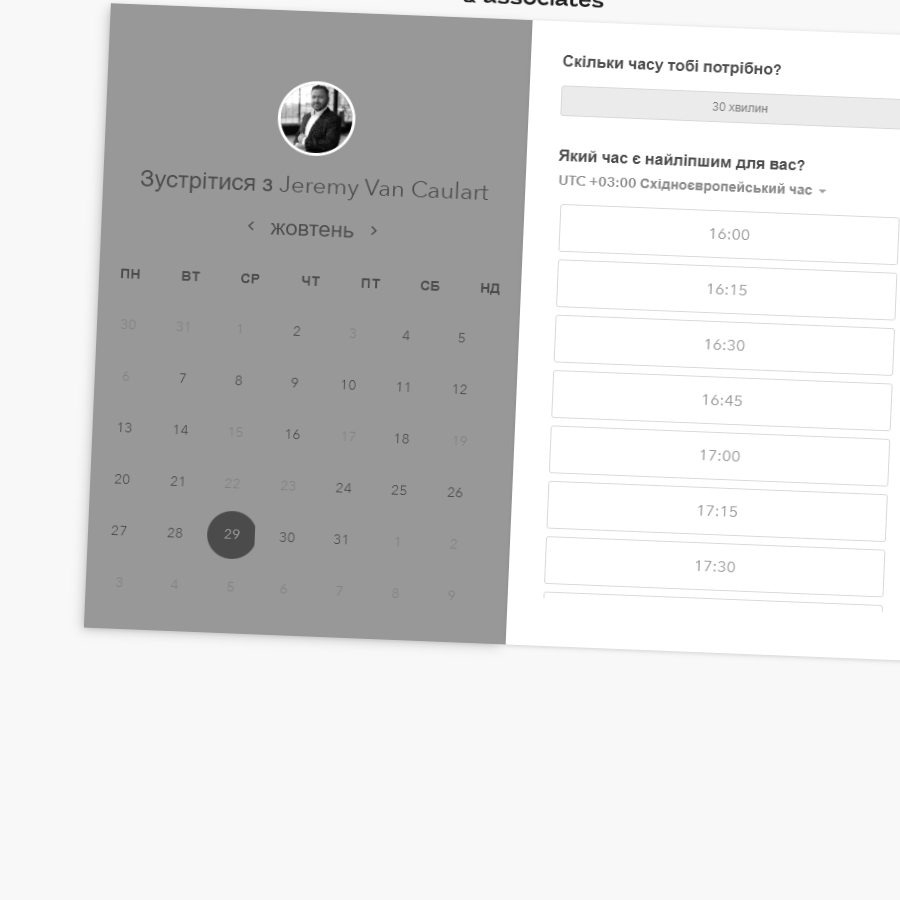 & associates
Зустрітися з Jeremy Van Caulart
жовтень
ПН ВТ СР ЧТ ПТ СБ НД
30 31 1 2 3 4 5
6 7 8 9 10 11 12
13 14 15 16 17 18 19
20 21 22 23 24 25 26
27 28 29 30 31 1 2
3 4 5 6 7 8 9
Скільки часу тобі потрібно?
30 хвилин
Який час є найліпшим для вас?
UTC +03:00 Східноєвропейський час
16:00
16:15
16:30
16:45
17:00
17:15
17:30